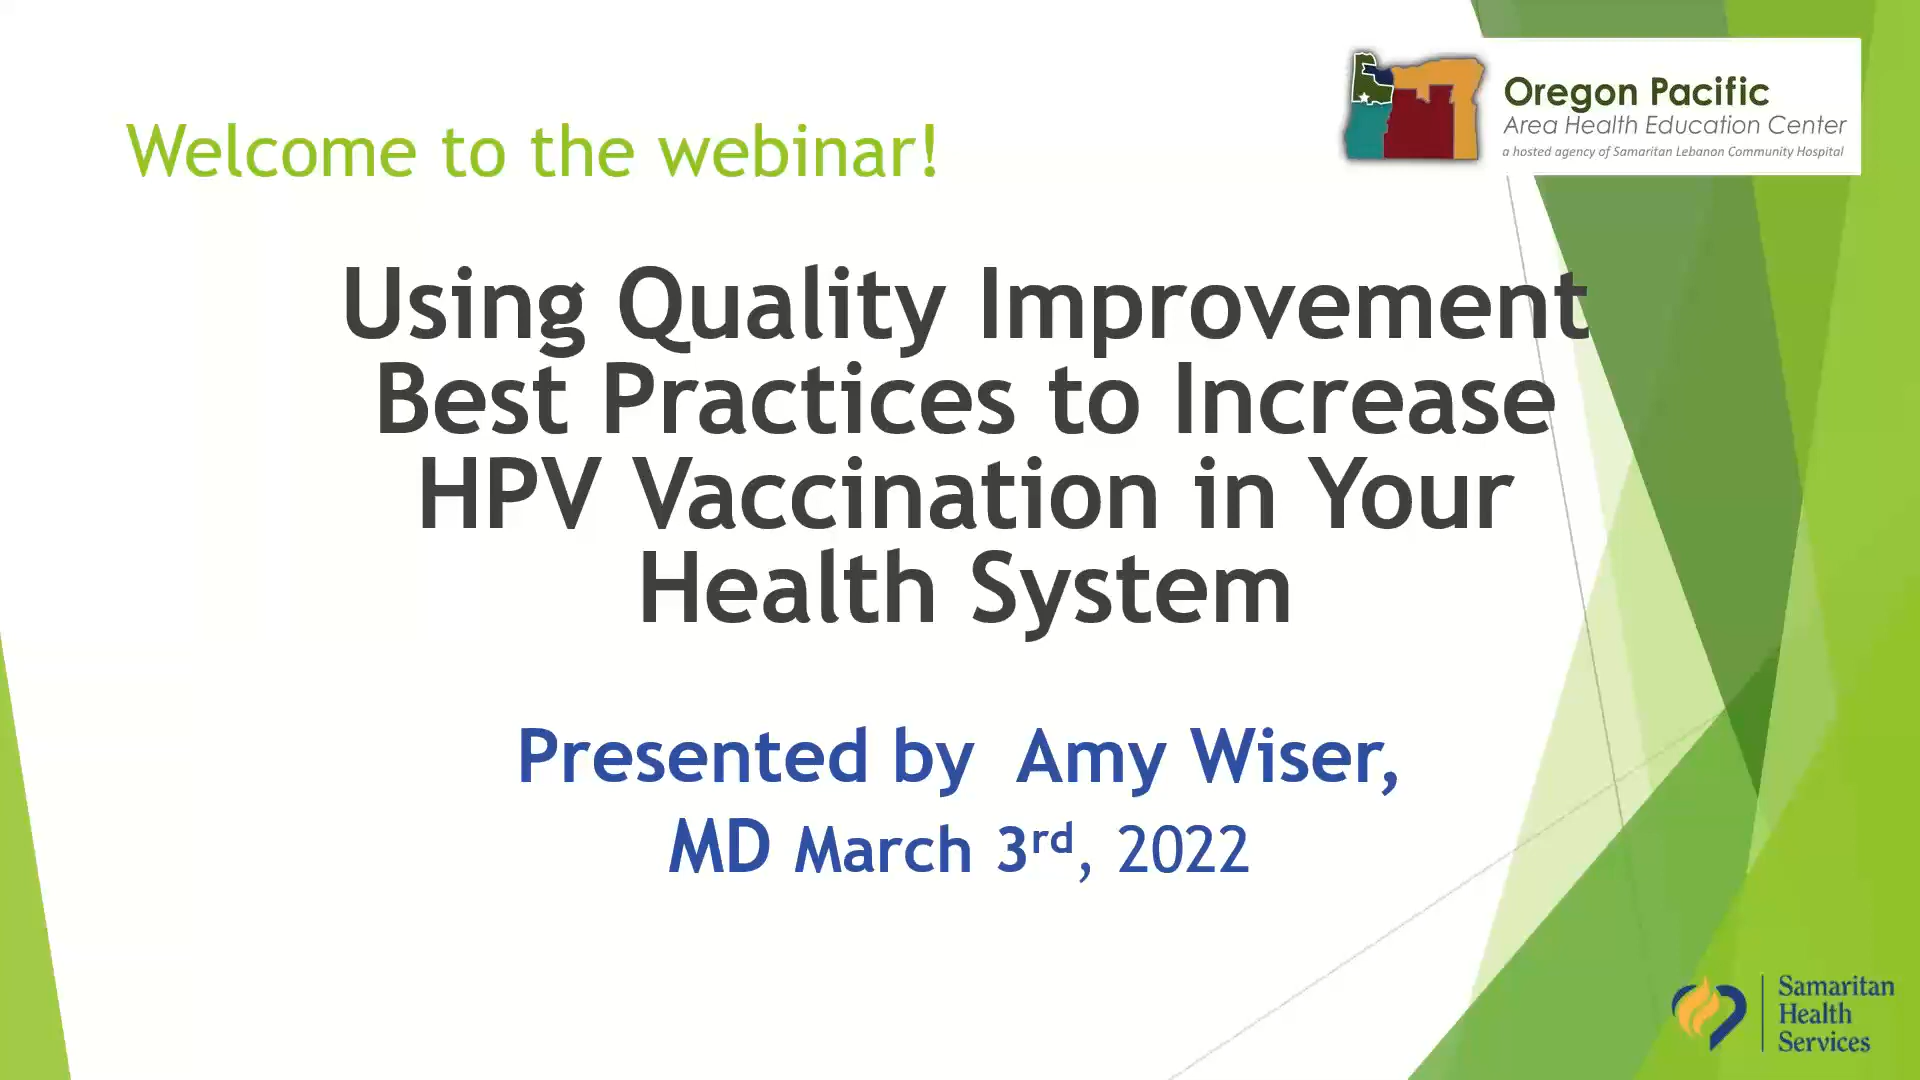 Oregon Pacific
Area Health Education Center
a hosted agency of Samaritan Lebanon Community Hospital
Welcome to the webinar!
Using Quality Improvement
Best Practices to Increase
HPV Vaccination in Your
Health System
Presented by Amy Wiser,
MD March 3rd, 2022
Samaritan
Health
Services